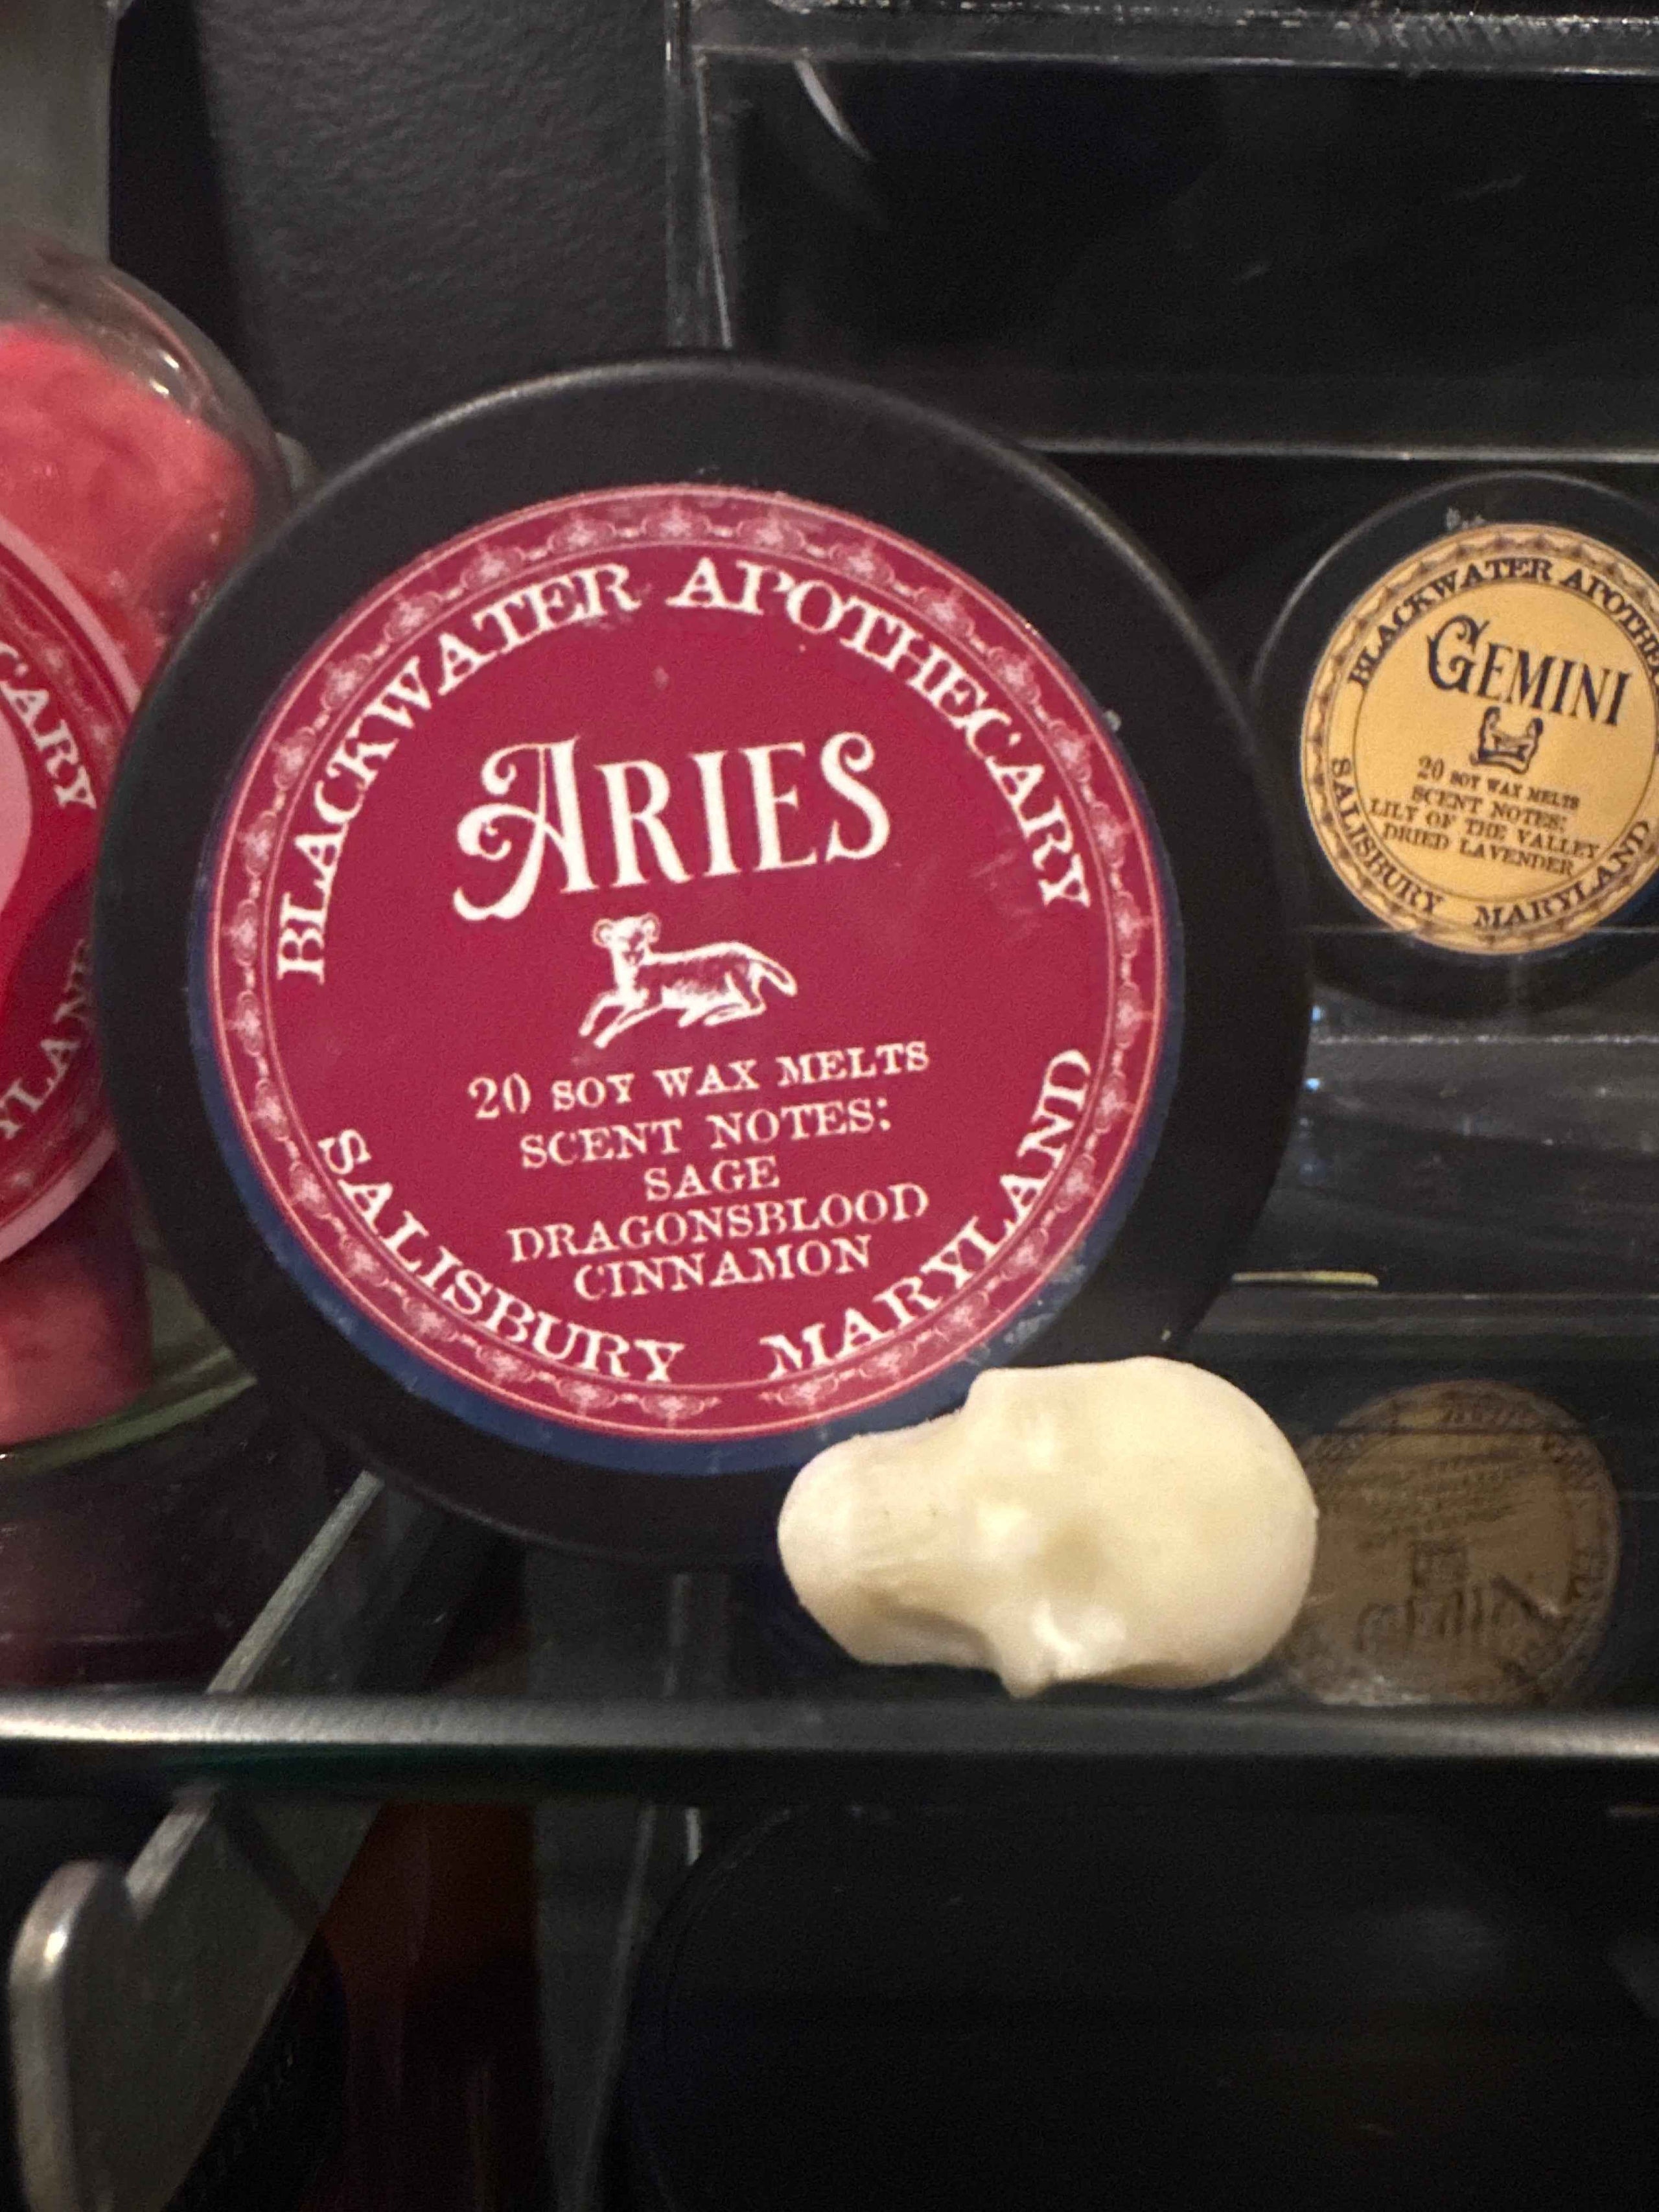 BLACKWATER APOTHECARY
ARIES
20 SOY WAX MELTS
SCENT NOTES:
SAGE
DRAGONSBLOOD
CINNAMON
SALISBURY MARYLAND
BLACKWATER
GEMINI
20 SOY WAX MELTS
SCENT NOTES:
LILY OF THE VALLEY
DRIED LAVENDER
SALISBURY MARYLAND